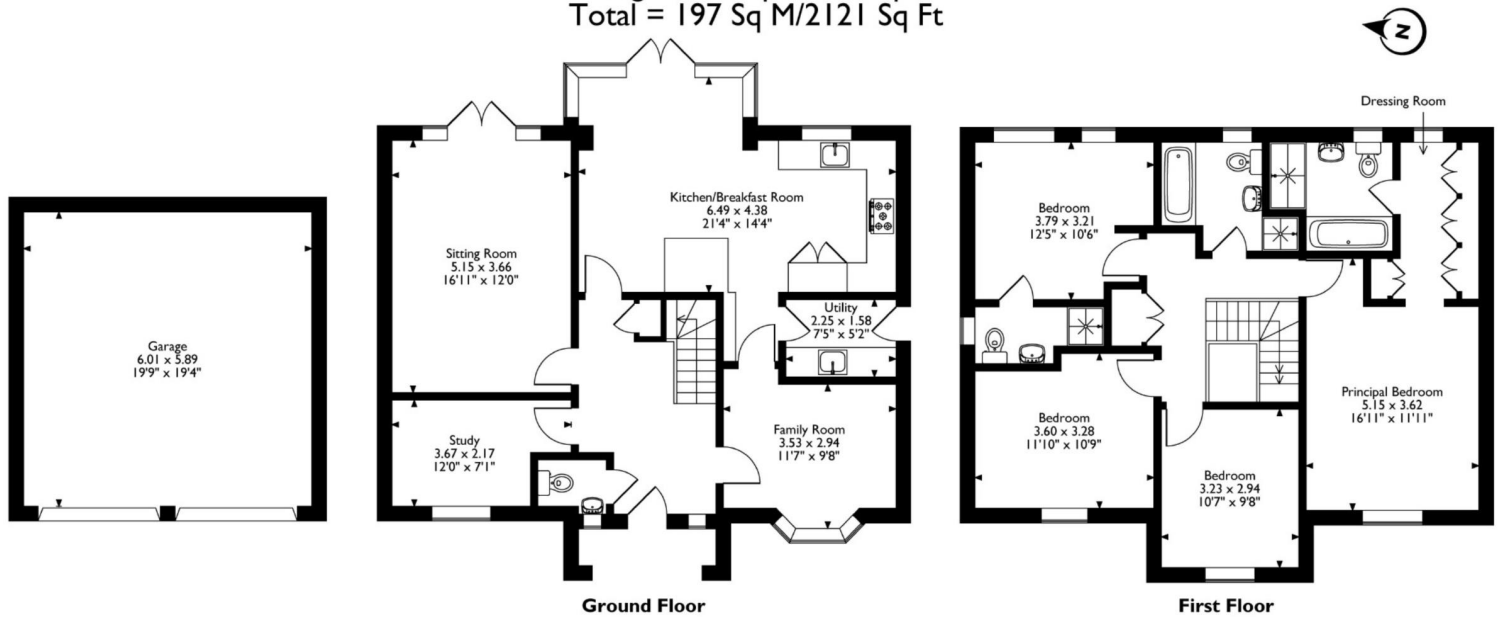 Total = 197 Sq M/2121 Sq Ft
N
Garage
6.01 x 5.89
19'9" x 19'4"
Sitting Room
5.15 x 3.66
16'11" x 12'0"
Kitchen/Breakfast Room
6.49 x 4.38
21'4" x 14'4"
Utility
2.25 x 1.58
7'5" x 5'2"
Study
3.67 x 2.17
12'0" x 7'1"
Family Room
3.53 x 2.94
11'7" x 9'8"
Ground Floor
Dressing Room
Bedroom
3.79 x 3.21
12'5" x 10'6"
Bedroom
3.60 x 3.28
11'10" x 10'9"
Bedroom
3.23 x 2.94
10'7" x 9'8"
Principal Bedroom
5.15 x 3.62
16'11" x 11'11"
First Floor